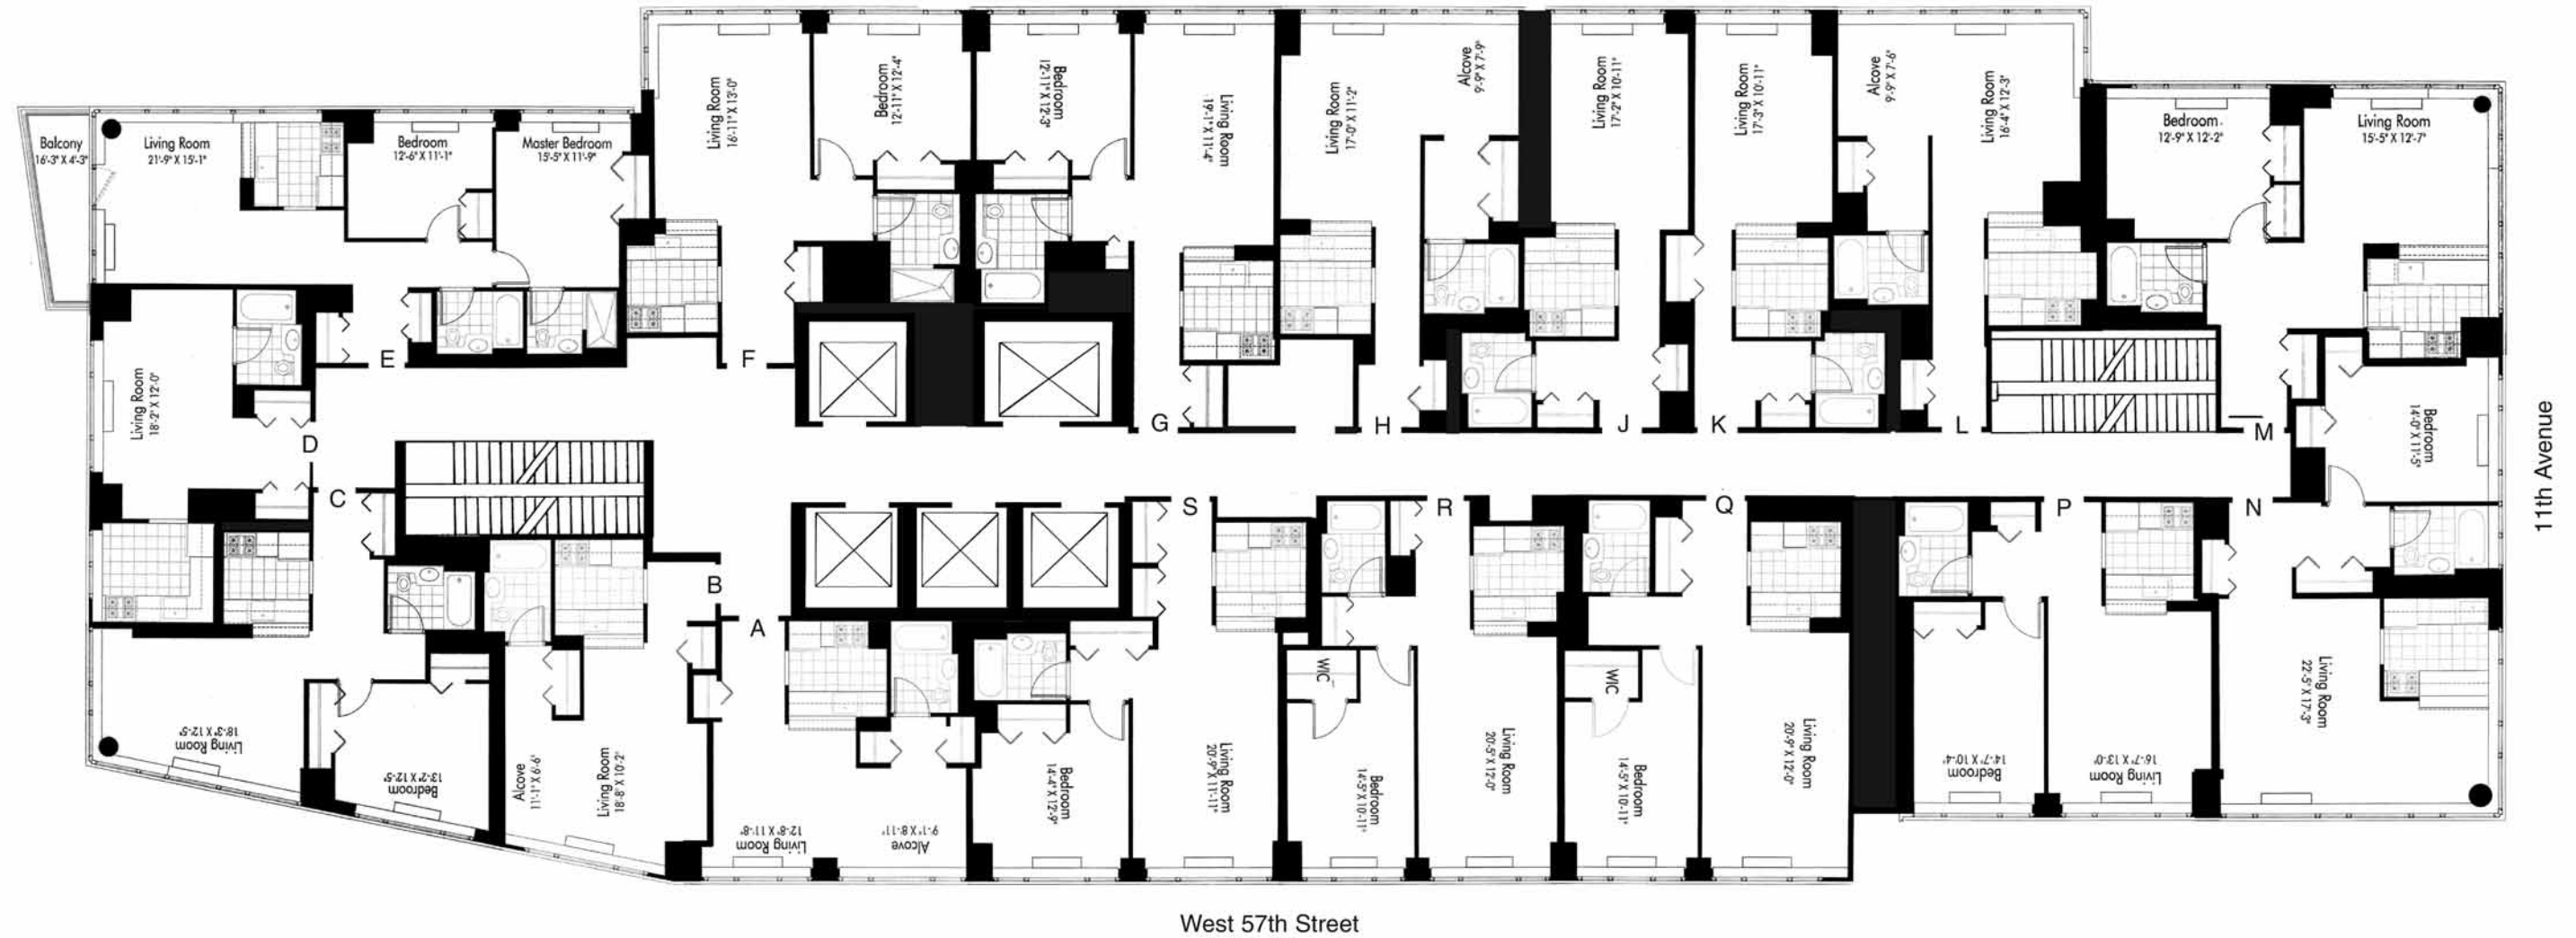 Balcony
16'-3" X 4'-3"
Living Room
21'-9" X 15'-1"
Bedroom
12'-6" X 11'-1"
Master Bedroom
15'-5" X 11'-9"
Living Room
16'-11" X 13'-0"
Bedroom
12'-11" X 12'-4"
Bedroom
12'-11" X 12'-3"
Living Room
19'-1" X 11'-4"
Living Room
17'-0" X 11'-2"
Alcove
9'-9" X 7'-9"
Living Room
17'-2" X 10'-11"
Living Room
17'-3" X 10'-11"
Alcove
9'-9" X 7'-6"
Living Room
16'-4" X 12'-3"
Bedroom
12'-9" X 12'-2"
Living Room
15'-5" X 12'-7"
E
F
G
H
J
K
L
M
Living Room
18'-2" X 12'-0"
D
C
B
A
S
R
Q
P
N
Bedroom
14'-0" X 11'-5"
11th Avenue
Living Room
18'-3" X 12'-5"
Bedroom
13'-2" X 12'-5"
Alcove
11'-1" X 6'-6"
Living Room
18'-8" X 10'-2"
Living Room
12'-8" X 11'-8"
Alcove
9'-1" X 8'-11"
Bedroom
14'-4" X 12'-9"
Living Room
20'-9" X 11'-11"
WIC
Bedroom
14'-5" X 10'-11"
Living Room
20'-5" X 12'-0"
WIC
Bedroom
14'-5" X 10'-11"
Living Room
20'-9" X 12'-0"
Bedroom
14'-7" X 10'-4"
Living Room
16'-7" X 13'-0"
Living Room
22'-5" X 17'-3"
West 57th Street